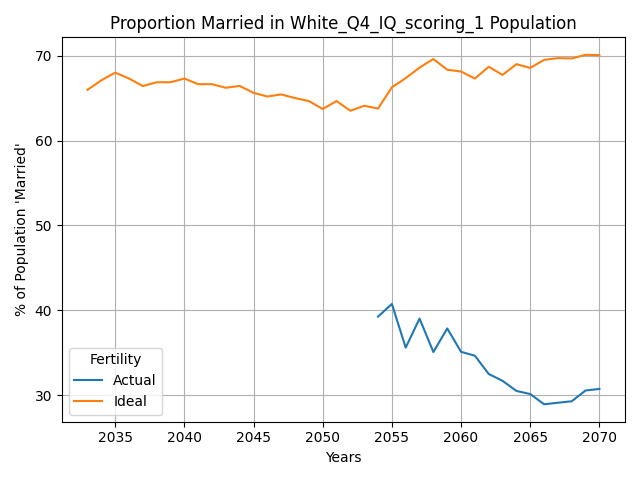 Proportion Married in White_Q4_IQ_scoring_1 Population
% of Population 'Married'
70
60
50
40
30
Fertility
Actual
Ideal
2035 2040 2045 2050 2055 2060 2065 2070
Years